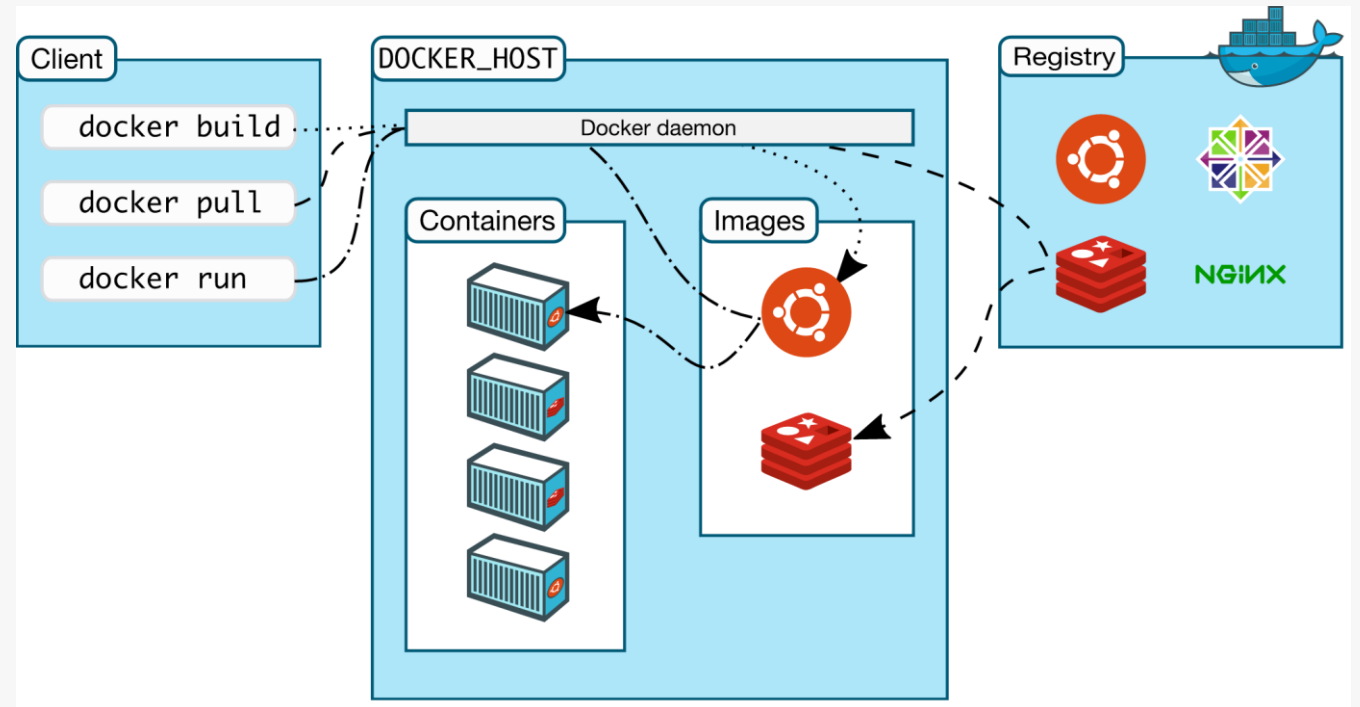 Client
docker build
docker pull
docker run
DOCKER_HOST
Docker daemon
Containers
Images
Registry
NGiNX